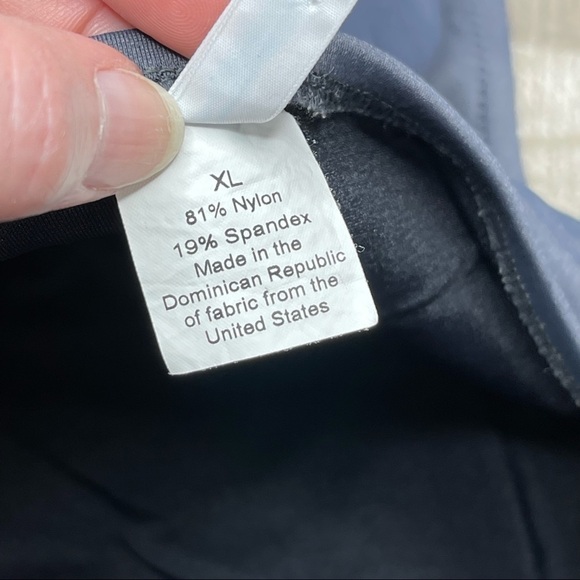 XL
81% Nylon
19% Spandex
Made in the
Dominican Republic
of fabric from the
United States